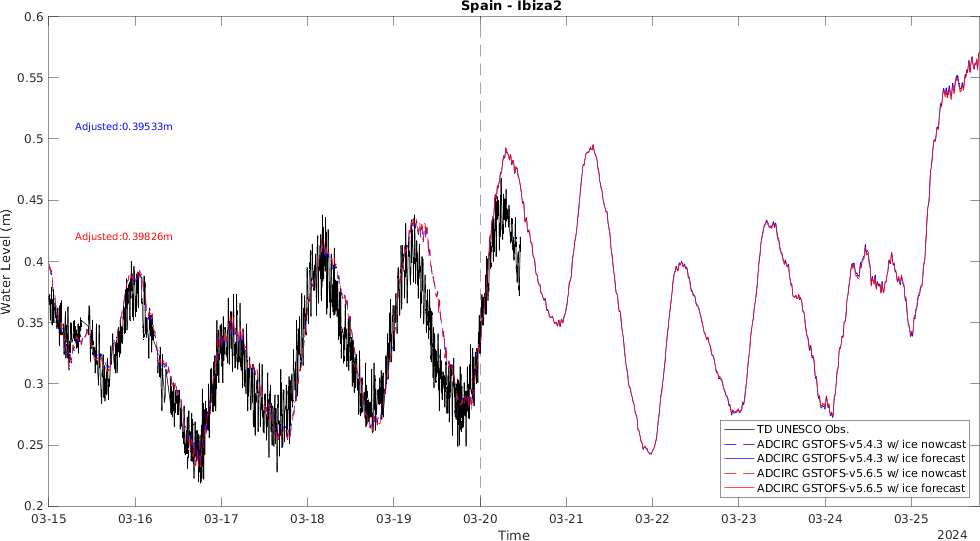 Spain - Ibiza2
0.6
0.55
0.5
0.45
0.4
0.35
0.3
0.25
0.2
Water Level (m)
Adjusted:0.39533m
Adjusted:0.39826m
TD UNESCO Obs.
ADCIRC GSTOFS-v5.4.3 w/ ice nowcast
ADCIRC GSTOFS-v5.4.3 w/ ice forecast
ADCIRC GSTOFS-v5.6.5 w/ ice nowcast
ADCIRC GSTOFS-v5.6.5 w/ ice forecast
03-15 03-16 03-17 03-18 03-19 03-20 03-21 03-22 03-23 03-24 03-25
Time
2024